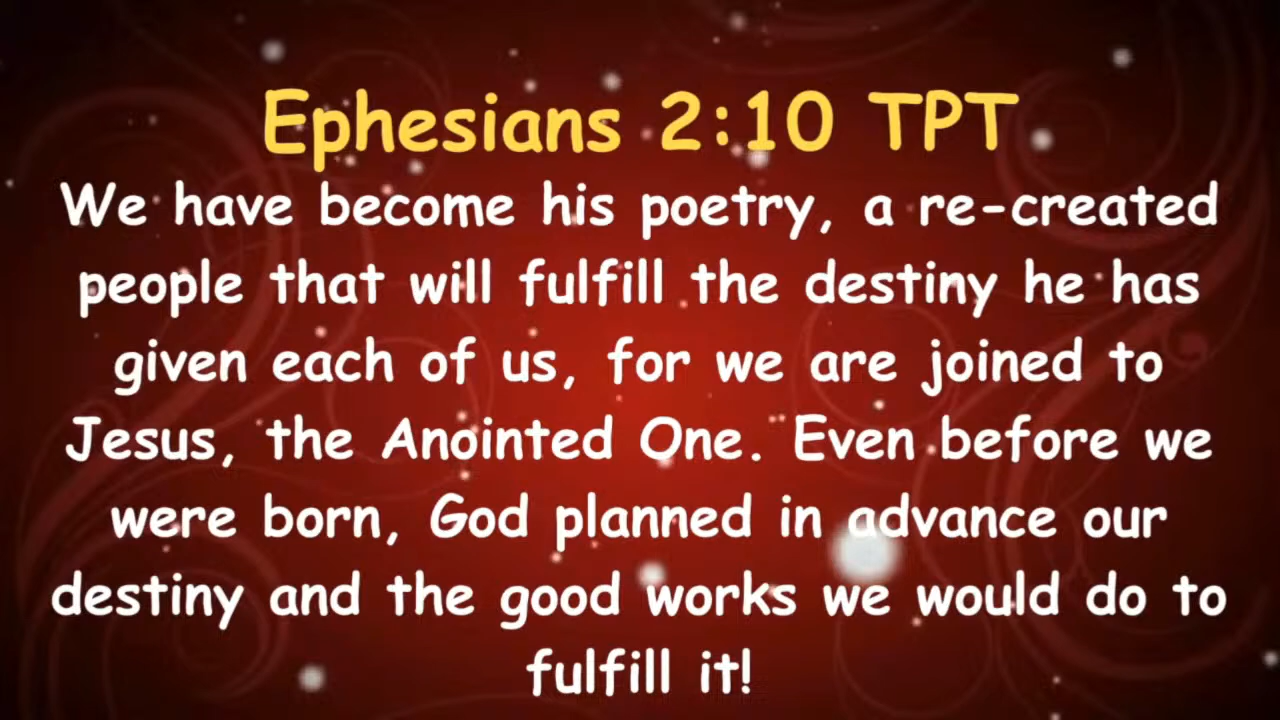 Ephesians 2:10 TPT
We have become his poetry, a re-created
people that will fulfill the destiny he has
given each of us, for we are joined to
Jesus, the Anointed One. Even before we
were born, God planned in advance our
destiny and the good works we would do to
fulfill it!